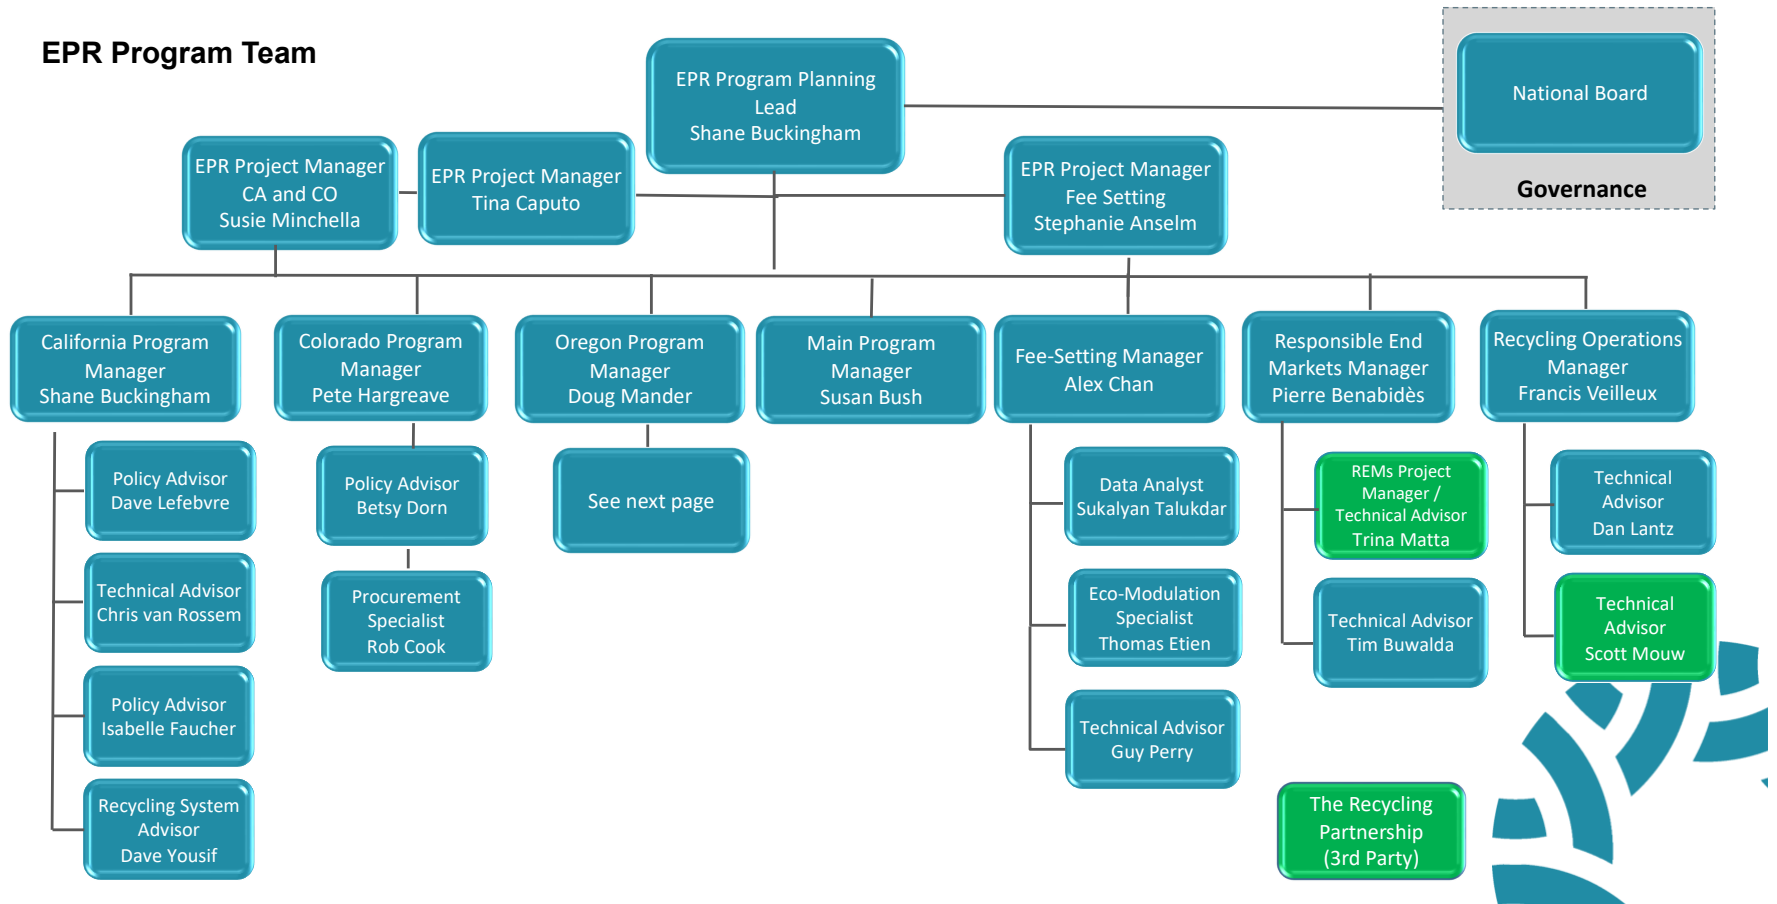 EPR Program Team
EPR Program Planning
Lead
Shane Buckingham
National Board
Governance
EPR Project Manager
CA and CO
Susie Minchella
EPR Project Manager
Tina Caputo
EPR Project Manager
Fee Setting
Stephanie Anselm
California Program
Manager
Shane Buckingham
Colorado Program
Manager
Pete Hargreave
Oregon Program
Manager
Doug Mander
Main Program
Manager
Susan Bush
Fee-Setting Manager
Alex Chan
Responsible End
Markets Manager
Pierre Benabidès
Recycling Operations
Manager
Francis Veilleux
Policy Advisor
Dave Lefebvre
Technical Advisor
Chris van Rossem
Policy Advisor
Isabelle Faucher
Recycling System
Advisor
Dave Yousif
Policy Advisor
Betsy Dorn
Procurement
Specialist
Rob Cook
See next page
Data Analyst
Sukalyan Talukdar
Eco-Modulation
Specialist
Thomas Etien
Technical Advisor
Guy Perry
REMs Project
Manager /
Technical Advisor
Trina Matta
Technical Advisor
Tim Buwalda
Technical
Advisor
Dan Lantz
Technical
Advisor
Scott Mouw
The Recycling
Partnership
(3rd Party)